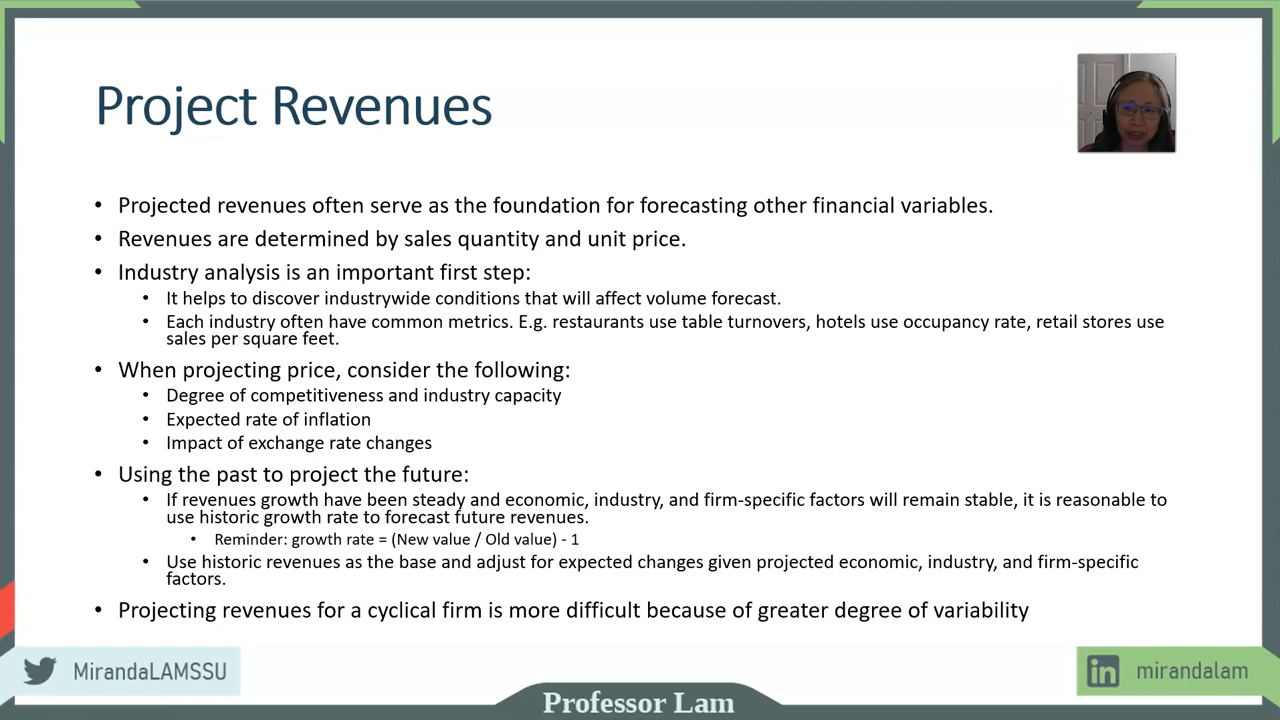 Project Revenues
• Projected revenues often serve as the foundation for forecasting other financial variables.
• Revenues are determined by sales quantity and unit price.
• Industry analysis is an important first step:
• It helps to discover industrywide conditions that will affect volume forecast.
• Each industry often have common metrics. E.g. restaurants use table turnovers, hotels use occupancy rate, retail stores use
sales per square feet.
• When projecting price, consider the following:
• Degree of competitiveness and industry capacity
• Expected rate of inflation
• Impact of exchange rate changes
• Using the past to project the future:
• If revenues growth have been steady and economic, industry, and firm-specific factors will remain stable, it is reasonable to
use historic growth rate to forecast future revenues.
• Reminder: growth rate = (New value / Old value) - 1
• Use historic revenues as the base and adjust for expected changes given projected economic, industry, and firm-specific
factors.
• Projecting revenues for a cyclical firm is more difficult because of greater degree of variability
MirandaLAMSSU
in mirandalam
Professor Lam